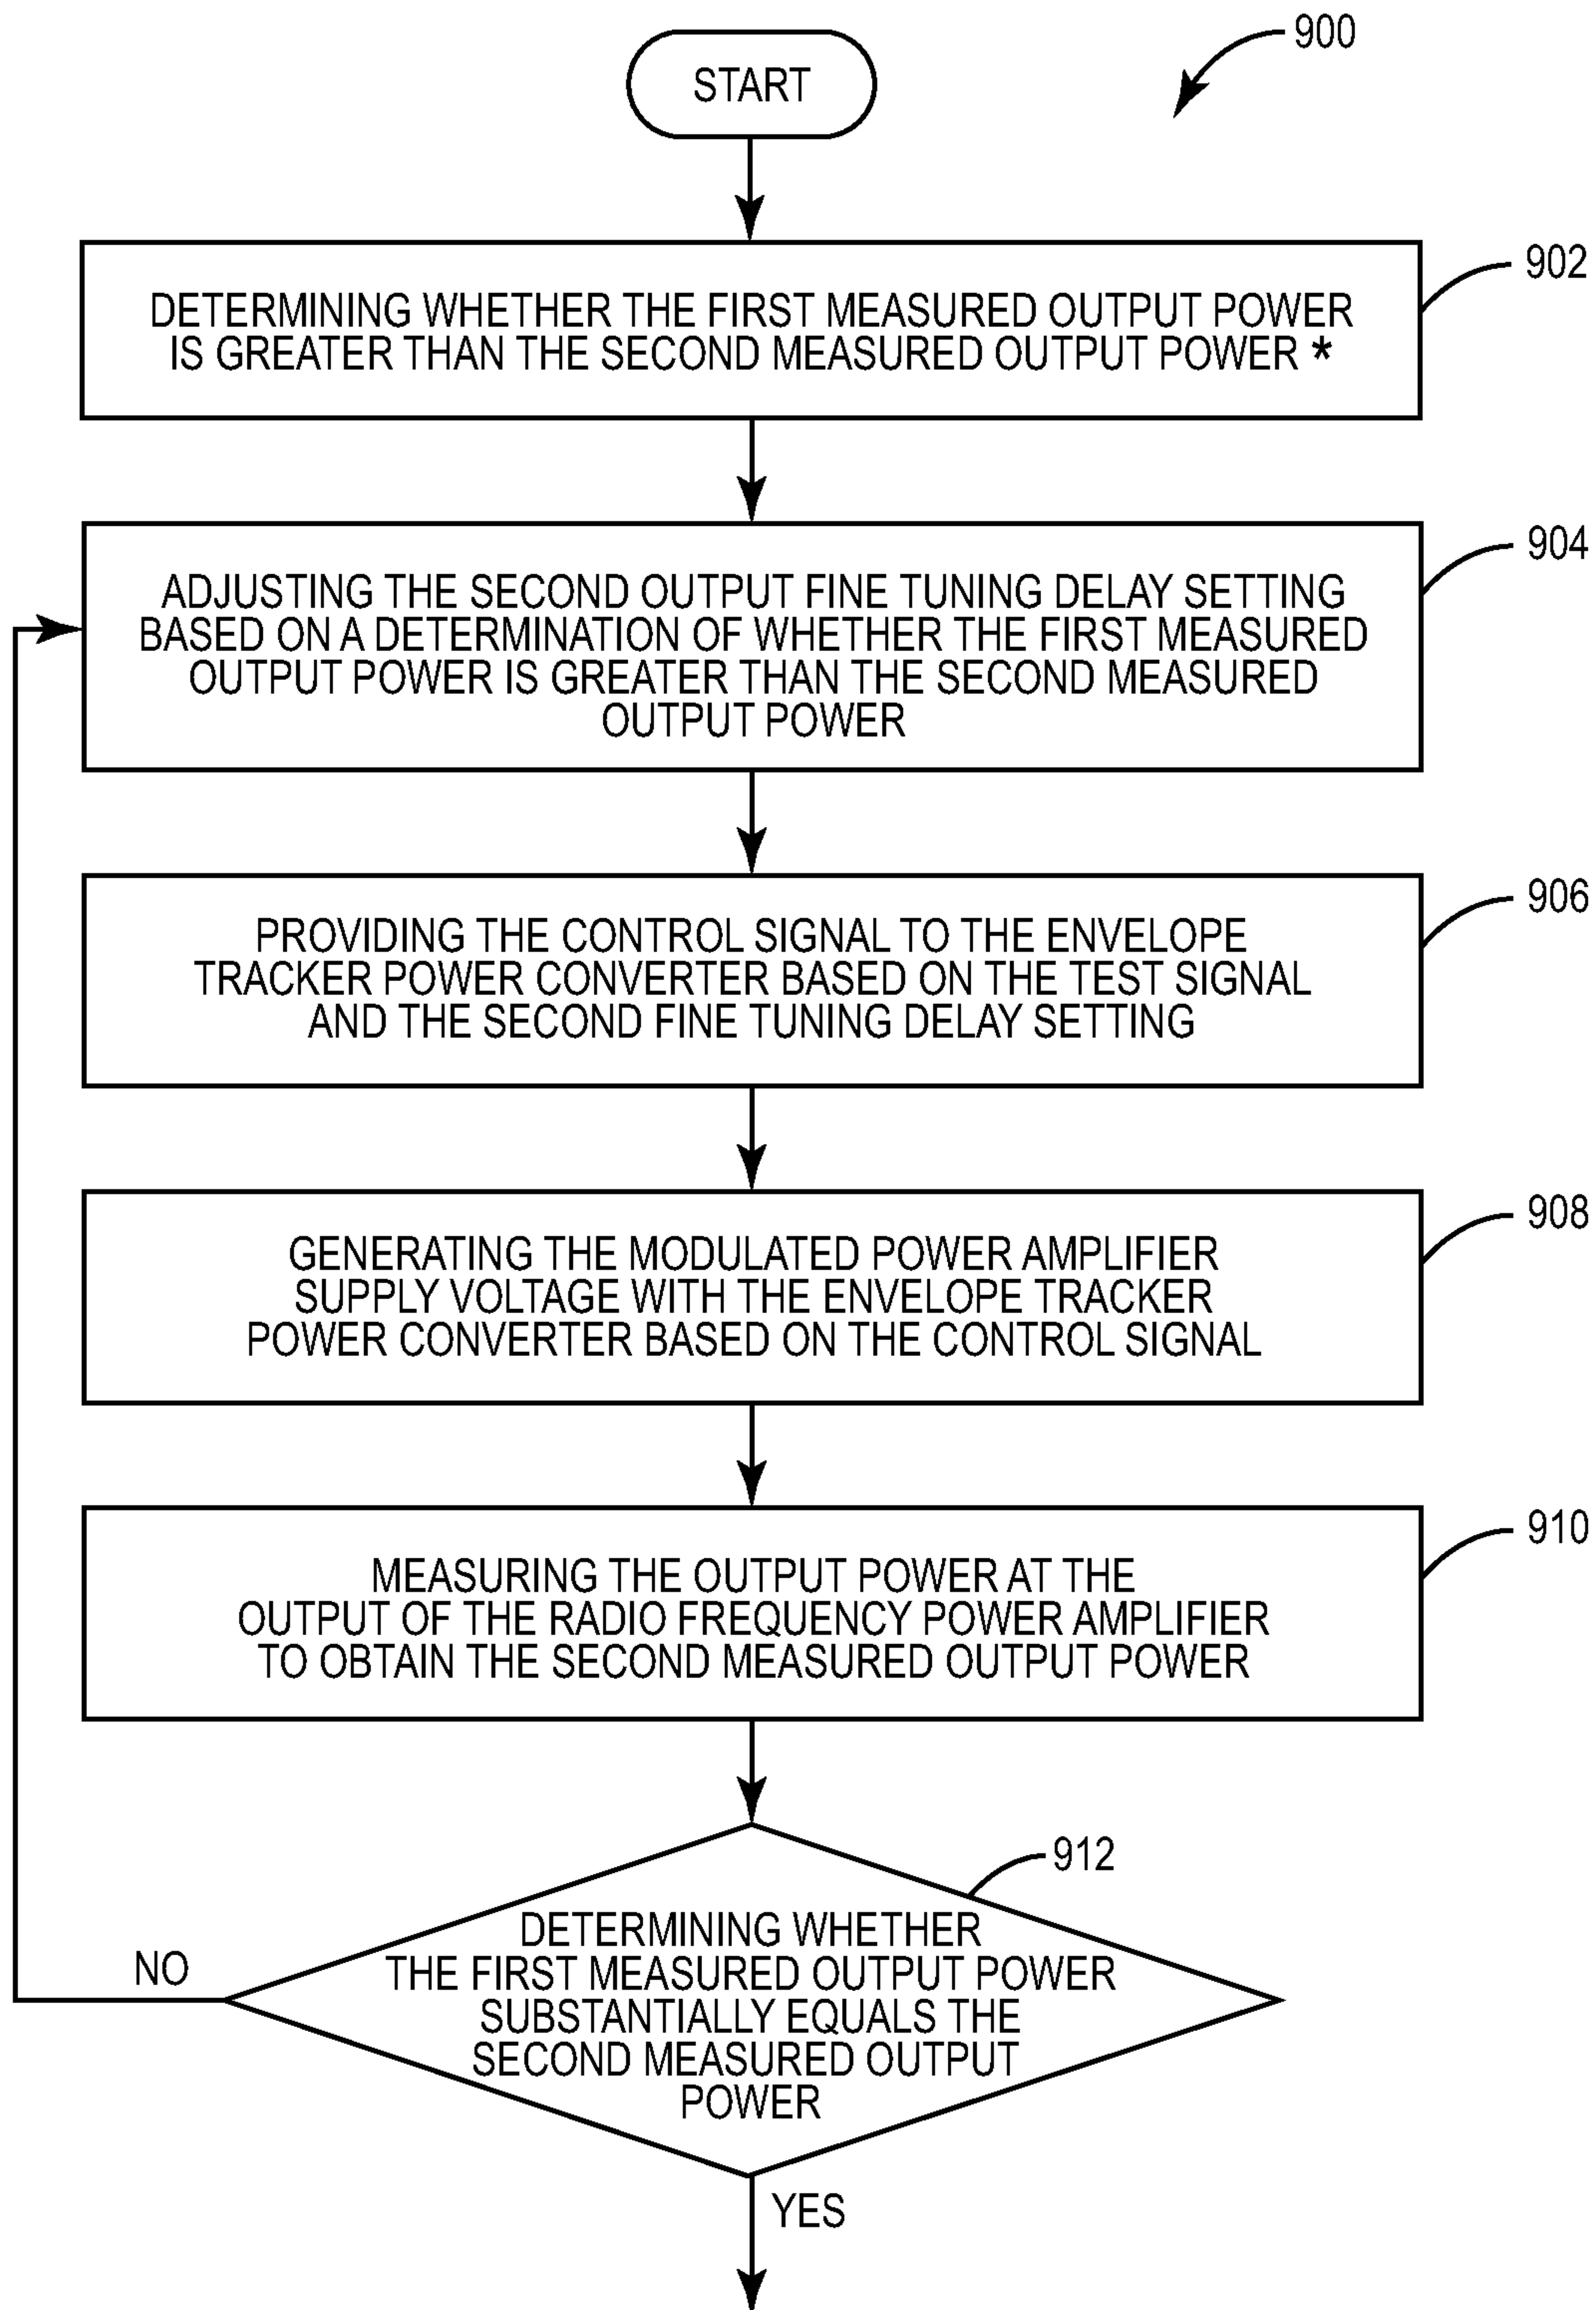 900
START
902
DETERMINING WHETHER THE FIRST MEASURED OUTPUT POWER
IS GREATER THAN THE SECOND MEASURED OUTPUT POWER *
904
ADJUSTING THE SECOND OUTPUT FINE TUNING DELAY SETTING
BASED ON A DETERMINATION OF WHETHER THE FIRST MEASURED
OUTPUT POWER IS GREATER THAN THE SECOND MEASURED
OUTPUT POWER
906
PROVIDING THE CONTROL SIGNAL TO THE ENVELOPE
TRACKER POWER CONVERTER BASED ON THE TEST SIGNAL
AND THE SECOND FINE TUNING DELAY SETTING
908
GENERATING THE MODULATED POWER AMPLIFIER
SUPPLY VOLTAGE WITH THE ENVELOPE TRACKER
POWER CONVERTER BASED ON THE CONTROL SIGNAL
910
MEASURING THE OUTPUT POWER AT THE
OUTPUT OF THE RADIO FREQUENCY POWER AMPLIFIER
TO OBTAIN THE SECOND MEASURED OUTPUT POWER
912
DETERMINING WHETHER
THE FIRST MEASURED OUTPUT POWER
SUBSTANTIALLY EQUALS THE
SECOND MEASURED OUTPUT
POWER
NO
YES